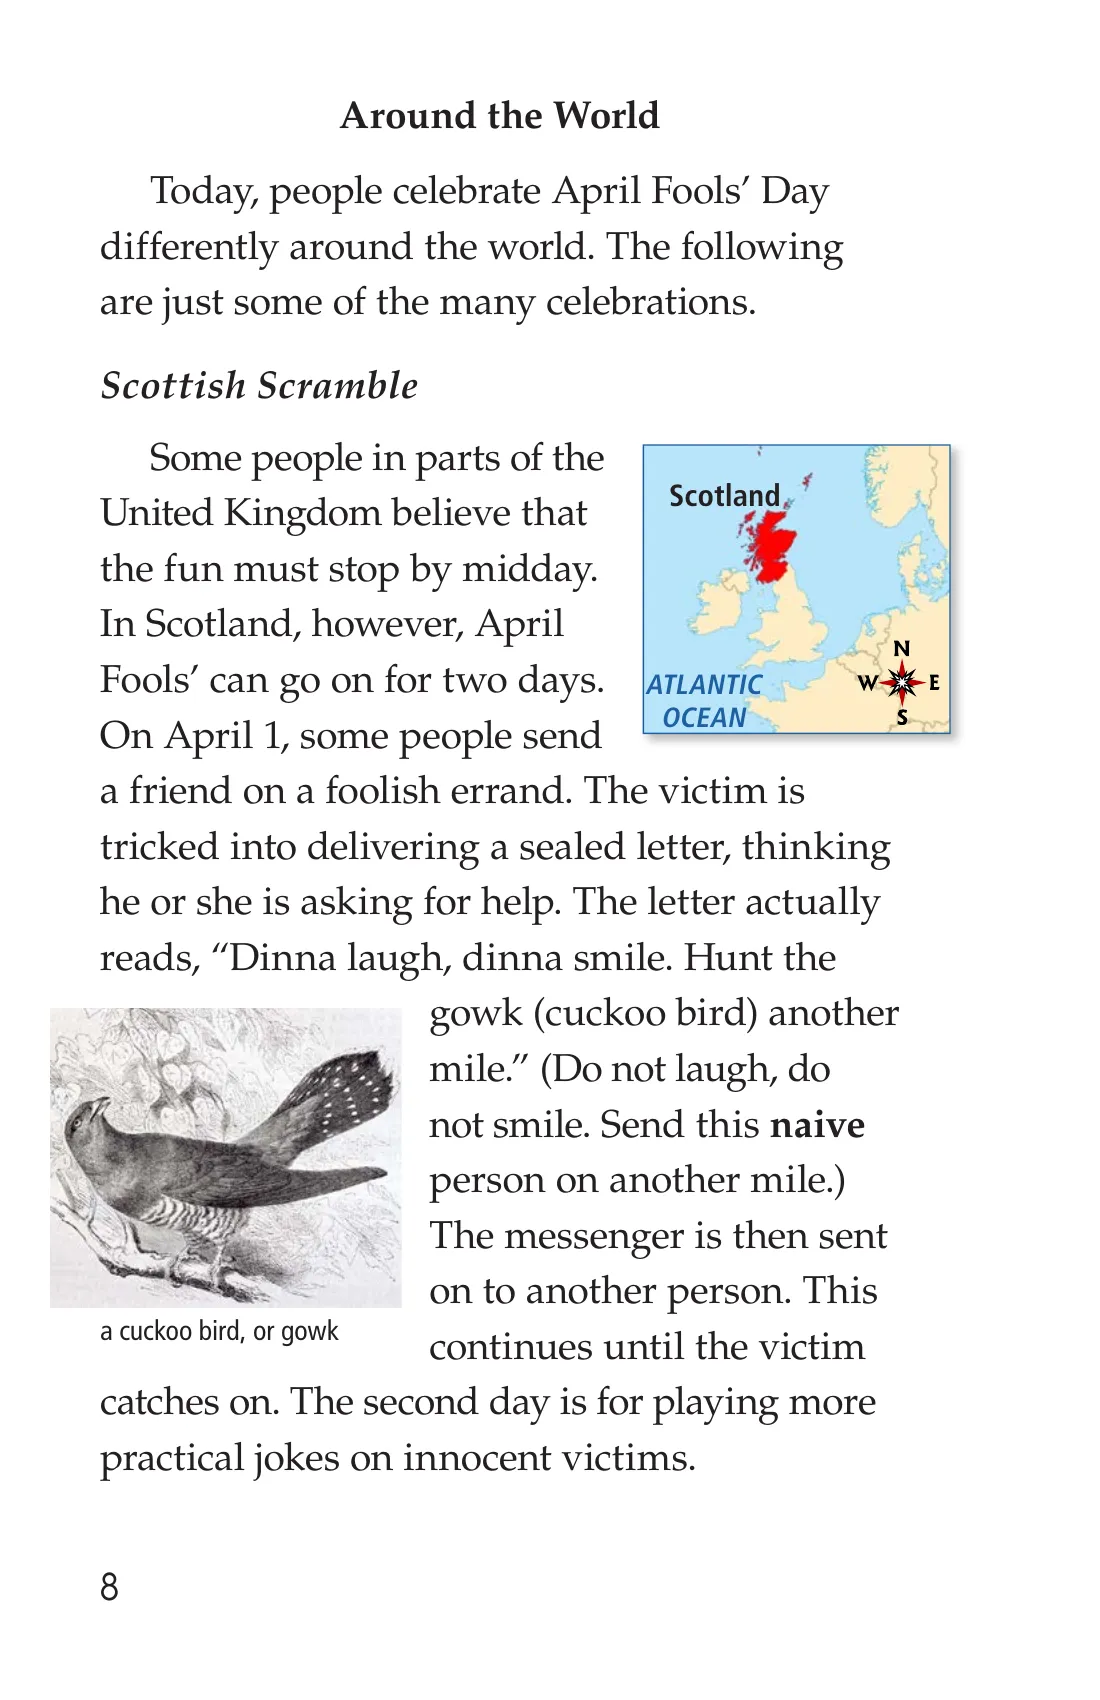 Around the World
Today, people celebrate April Fools’ Day
differently around the world. The following
are just some of the many celebrations.
Scottish Scramble
Some people in parts of the
United Kingdom believe that
the fun must stop by midday.
In Scotland, however, April
Fools’ can go on for two days.
On April 1, some people send
a friend on a foolish errand. The victim is
tricked into delivering a sealed letter, thinking
he or she is asking for help. The letter actually
reads, “Dinna laugh, dinna smile. Hunt the
gowk (cuckoo bird) another
mile.” (Do not laugh, do
not smile. Send this naive
person on another mile.)
The messenger is then sent
on to another person. This
continues until the victim
catches on. The second day is for playing more
practical jokes on innocent victims.
Scotland
ATLANTIC
OCEAN
N
W E
S
a cuckoo bird, or gowk
8